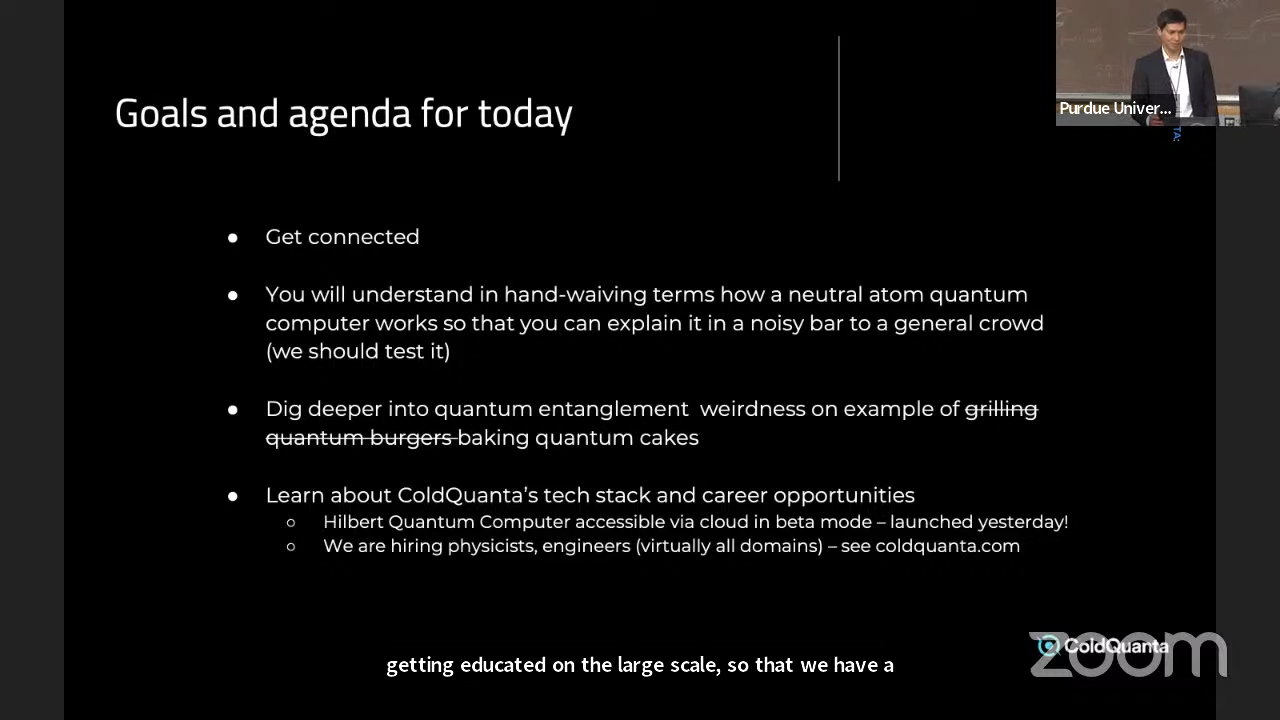 Goals and agenda for today
Purdue Univer...
TA:
● Get connected
● You will understand in hand-waiving terms how a neutral atom quantum
computer works so that you can explain it in a noisy bar to a general crowd
(we should test it)
● Dig deeper into quantum entanglement weirdness on example of grilling
quantum burgers baking quantum cakes
● Learn about ColdQuanta’s tech stack and career opportunities
○ Hilbert Quantum Computer accessible via cloud in beta mode – launched yesterday!
○ We are hiring physicists, engineers (virtually all domains) – see coldquanta.com
ColdQuanta
zoom
getting educated on the large scale, so that we have a